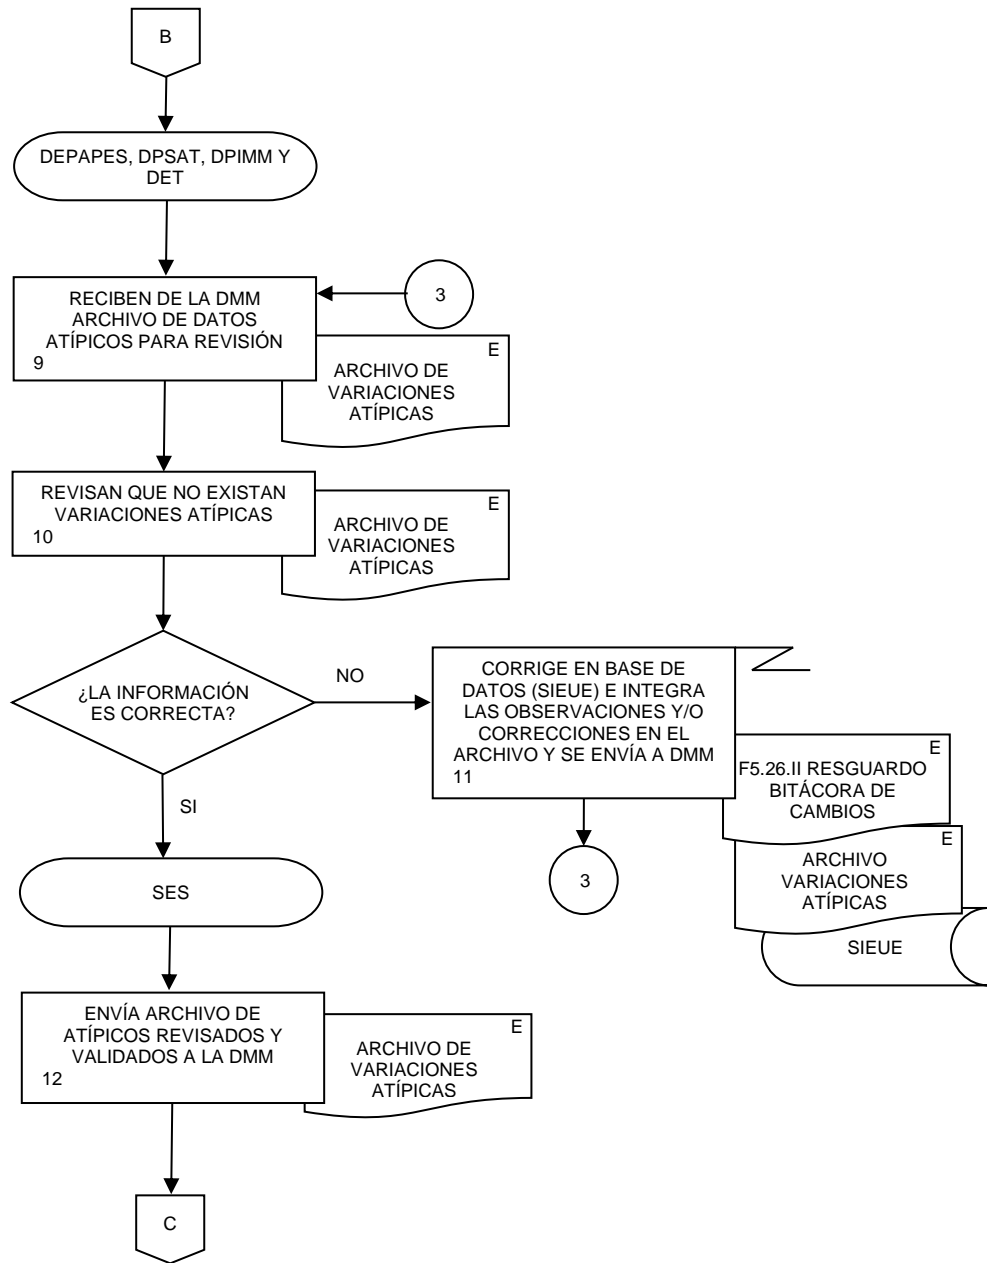 B
DEPAPES, DPSAT, DPIMM Y
DET
RECIBEN DE LA DMM
ARCHIVO DE DATOS
ATÍPICOS PARA REVISIÓN
9
3
E
ARCHIVO DE
VARIACIONES
ATÍPICAS
REVISAN QUE NO EXISTAN
VARIACIONES ATÍPICAS
10
E
ARCHIVO DE
VARIACIONES
ATÍPICAS
¿LA INFORMACIÓN
ES CORRECTA?
NO
CORRIGE EN BASE DE
DATOS (SIEUE) E INTEGRA
LAS OBSERVACIONES Y/O
CORRECCIONES EN EL
ARCHIVO Y SE ENVÍA A DMM
11
E
F5.26.II RESGUARDO
BITÁCORA DE
CAMBIOS
E
ARCHIVO
VARIACIONES
ATÍPICAS
SIEUE
3
SI
SES
ENVÍA ARCHIVO DE
ATÍPICOS REVISADOS Y
VALIDADOS A LA DMM
12
E
ARCHIVO DE
VARIACIONES
ATÍPICAS
C